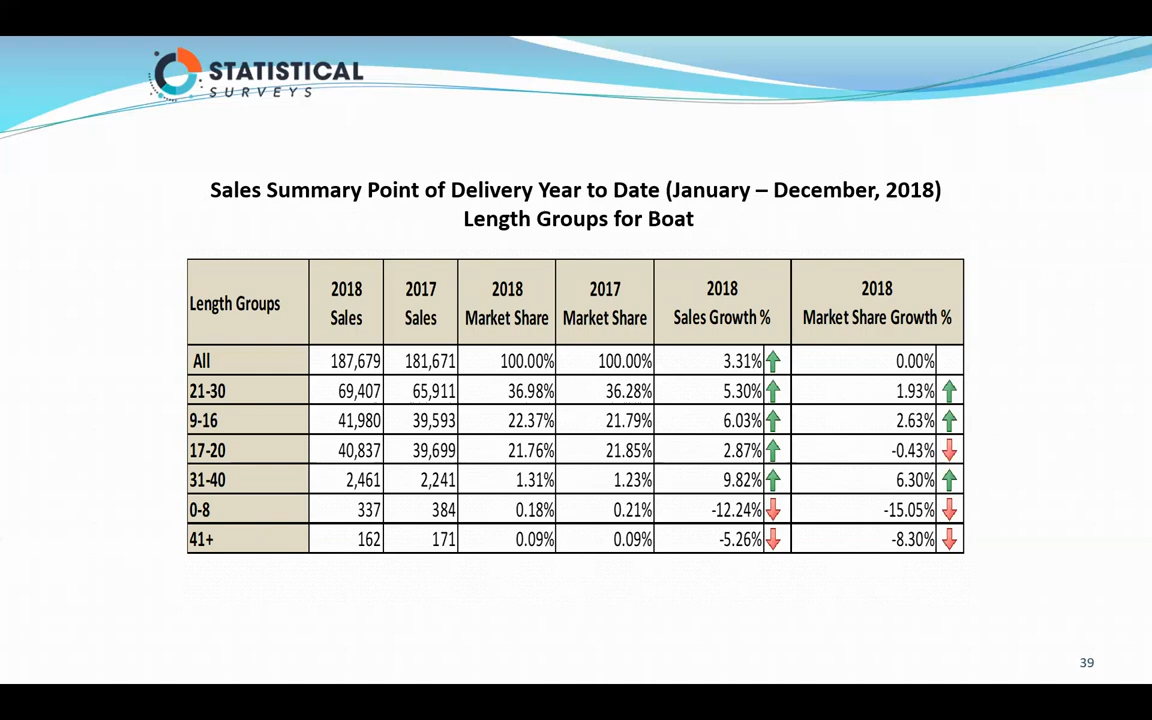 STATISTICAL
SURVEYS
Sales Summary Point of Delivery Year to Date (January – December, 2018)
Length Groups for Boat
Length Groups 2018 Sales 2017 Sales 2018 Market Share 2017 Market Share 2018 Sales Growth % 2018 Market Share Growth %
All 187,679 181,671 100.00% 100.00% 3.31% 0.00%
21-30 69,407 65,911 36.98% 36.28% 5.30% 1.93%
9-16 41,980 39,593 22.37% 21.79% 6.03% 2.63%
17-20 40,837 39,699 21.76% 21.85% 2.87% -0.43%
31-40 2,461 2,241 1.31% 1.23% 9.82% 6.30%
0-8 337 384 0.18% 0.21% -12.24% -15.05%
41+ 162 171 0.09% 0.09% -5.26% -8.30%
39